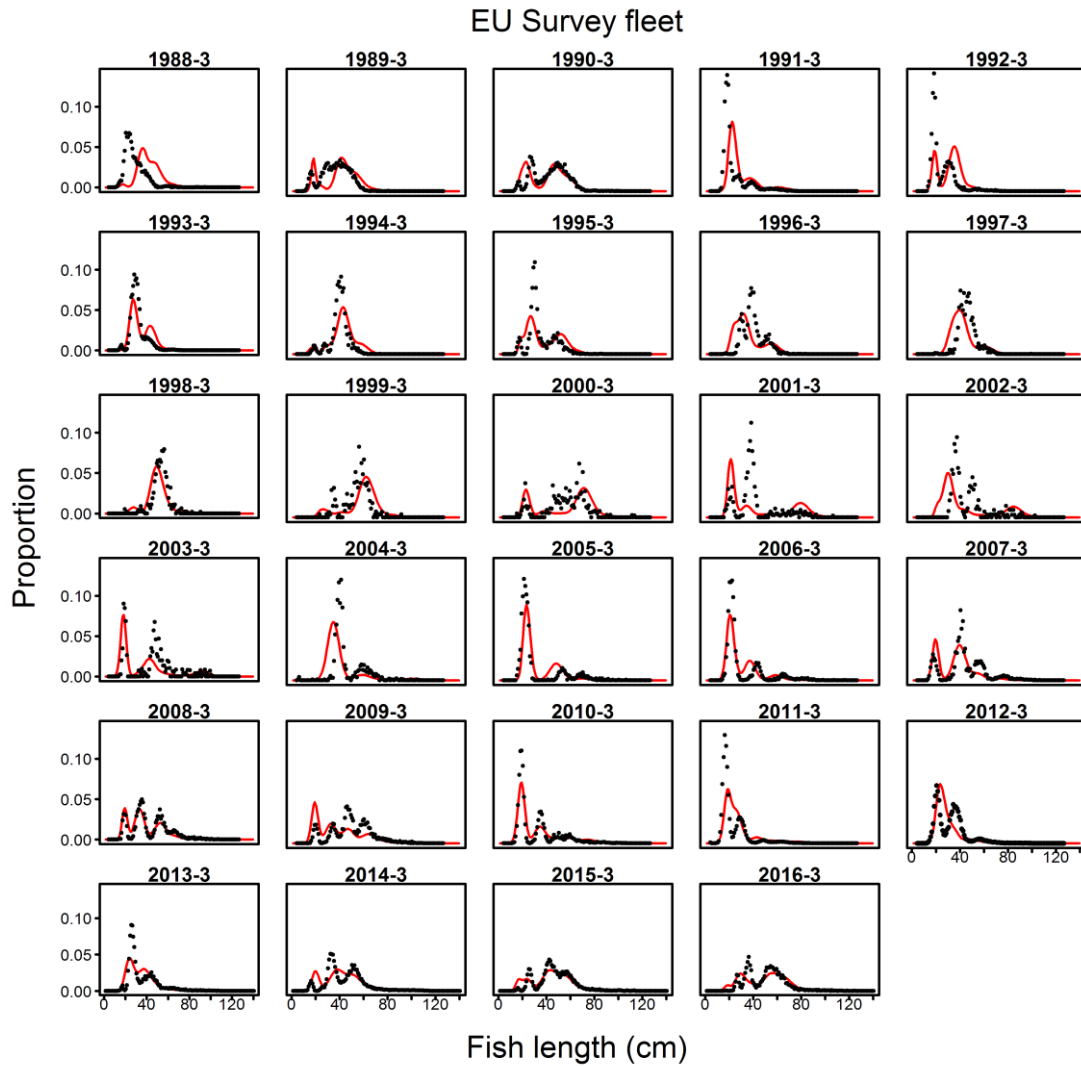 EU Survey fleet
1988-3 1989-3 1990-3 1991-3 1992-3
0.10
0.05
0.00
1993-3 1994-3 1995-3 1996-3 1997-3
0.10
0.05
0.00
1998-3 1999-3 2000-3 2001-3 2002-3
0.10
0.05
0.00
2003-3 2004-3 2005-3 2006-3 2007-3
0.10
0.05
0.00
2008-3 2009-3 2010-3 2011-3 2012-3
0.10
0.05
0.00
0 40 80 120
2013-3 2014-3 2015-3 2016-3
0.10
0.05
0.00
0 40 80 120 0 40 80 120 0 40 80 120 0 40 80 120
Proportion
Fish length (cm)